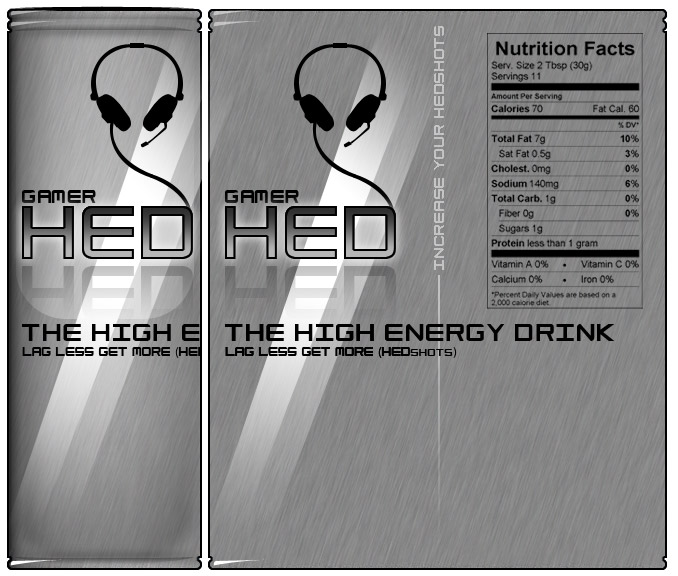 GAMER
HED
THE HIGH E
LAG LESS GET MORE (HE
GAMER
HED
THE HIGH ENERGY DRINK
LAG LESS GET MORE (HEDSHOTS)
INCREASE YOUR HEDSHOTS
Nutrition Facts
Serv. Size 2 Tbsp (30g)
Servings 11
Amount Per Serving
Calories 70 Fat Cal. 60
% DV*
Total Fat 7g 10%
Sat Fat 0.5g 3%
Cholest. 0mg 0%
Sodium 140mg 6%
Total Carb. 1g 0%
Fiber 0g 0%
Sugars 1g
Protein less than 1 gram
Vitamin A 0% • Vitamin C 0%
Calcium 0% • Iron 0%
*Percent Daily Values are based on a
2,000 calorie diet.